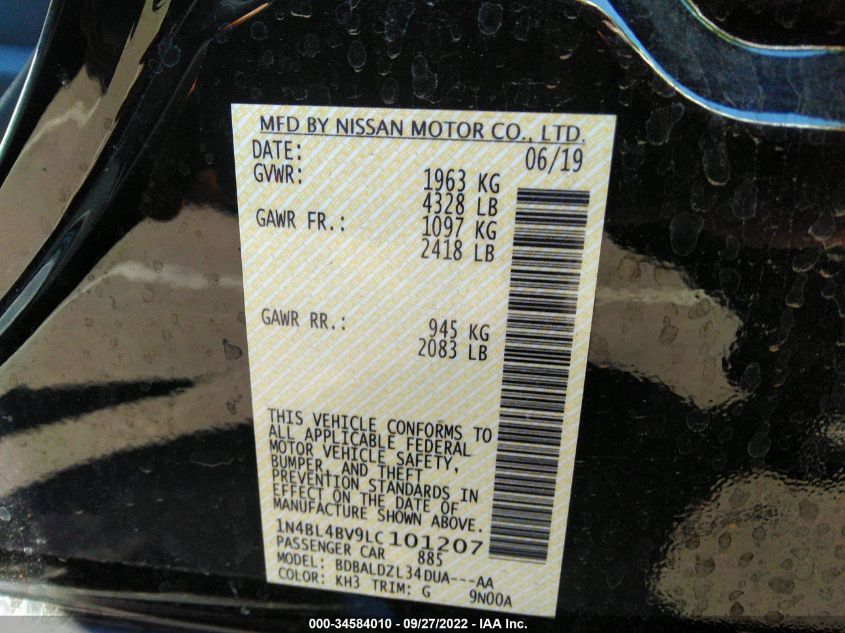 MFD BY NISSAN MOTOR CO., LTD.
DATE: 06/19
GVWR: 1963 KG
4328 LB
GAWR FR.: 1097 KG
2418 LB
GAWR RR.: 945 KG
2083 LB
THIS VEHICLE CONFORMS TO
ALL APPLICABLE FEDERAL
MOTOR VEHICLE SAFETY,
BUMPER, AND THEFT
PREVENTION STANDARDS IN
EFFECT ON THE DATE OF
MANUFACTURE SHOWN ABOVE.
1N4BL4BV9LC101207
PASSENGER CAR 885
MODEL: BDBALDZL34DUA---AA
COLOR: KH3 TRIM: G 9N00A
000-34584010 - 09/27/2022 - IAA Inc.